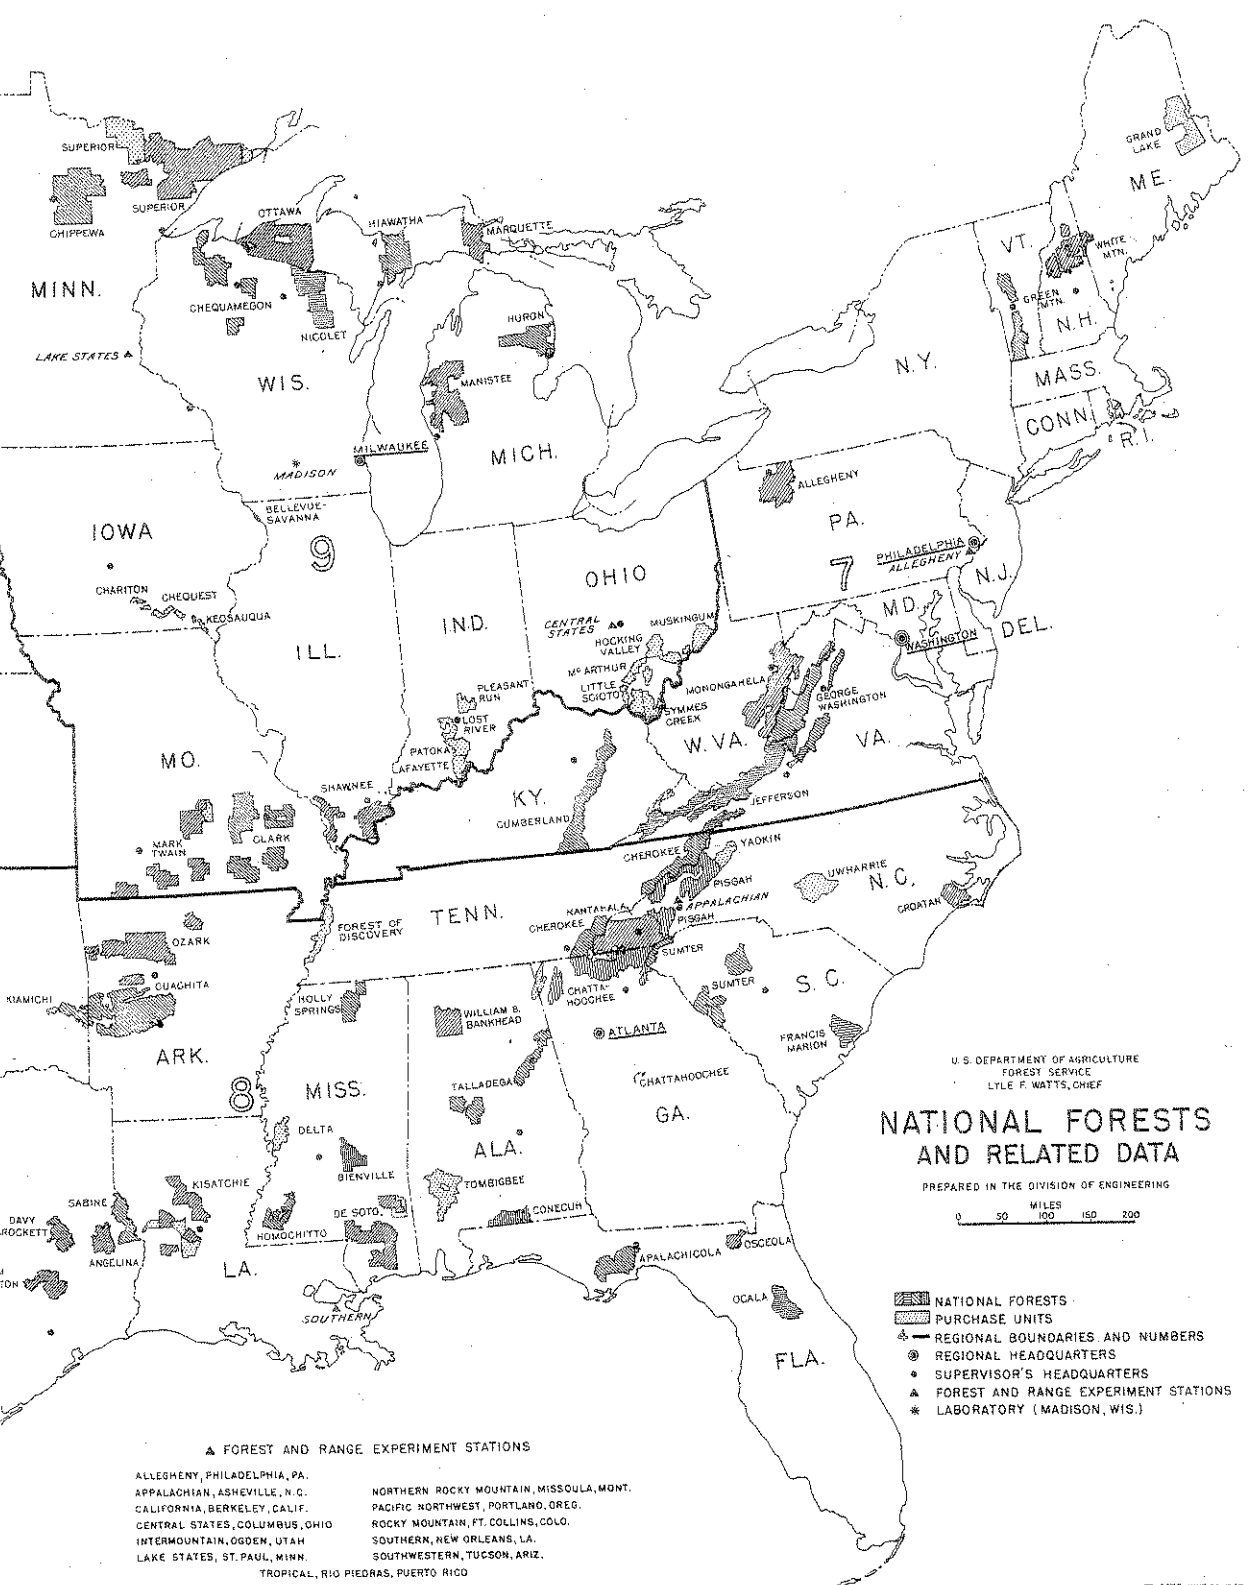 SUPERIOR
SUPERIOR
CHIPPEWA
MINN.
OTTAWA
HIAWATHA
MARQUETTE
CHEQUAMEGON
NICOLET
LAKE STATES
WIS.
HURON
MANISTEE
MILWAUKEE
MADISON
MICH.
GRAND
LAKE
ME.
VT.
WHITE
MTN.
GREEN
MTN.
N.H.
N.Y.
MASS.
CONN.
R.I.
BELLEVUE-
SAVANNA
IOWA
9
CHARITON
CHEQUEST
KEOSAUQUA
ILL.
IND.
OHIO
CENTRAL
STATES
MUSKINGUM
HOCKING
VALLEY
McARTHUR
LITTLE
SCIOTO
SYMMES
CREEK
PLEASANT
RUN
LOST
RIVER
PATOKA
LAFAYETTE
ALLEGHENY
PA.
7
PHILADELPHIA
ALLEGHENY
N.J.
MD.
DEL.
WASHINGTON
MONONGAHELA
GEORGE
WASHINGTON
W. VA.
VA.
JEFFERSON
MO.
SHAWNEE
MARK
TWAIN
CLARK
KY.
CUMBERLAND
CHEROKEE
YADKIN
PISGAH
APPALACHIAN
PISGAH
UWHARRIE
N.C.
CROATAN
TENN.
NANTAHALA
CHEROKEE
SUMTER
FOREST OF
DISCOVERY
OZARK
OUACHITA
KIAMICHI
ARK.
8
HOLLY
SPRINGS
WILLIAM B.
BANKHEAD
CHATTA-
HOOCHEE
ATLANTA
SUMTER
S.C.
FRANCIS
MARION
CHATTAHOOCHEE
GA.
TALLADEGA
MISS.
DELTA
BIENVILLE
ALA.
TOMBIGBEE
CONECUH
DE SOTO
HOMOCHITTO
KISATCHIE
SABINE
DAVY
ROCKETT
ANGELINA
TON
LA.
SOUTHERN
APALACHICOLA
OSCEOLA
OCALA
FLA.
U.S. DEPARTMENT OF AGRICULTURE
FOREST SERVICE
LYLE F. WATTS, CHIEF
NATIONAL FORESTS
AND RELATED DATA
PREPARED IN THE DIVISION OF ENGINEERING
MILES
0 50 100 150 200
NATIONAL FORESTS
PURCHASE UNITS
4 REGIONAL BOUNDARIES AND NUMBERS
REGIONAL HEADQUARTERS
SUPERVISOR'S HEADQUARTERS
FOREST AND RANGE EXPERIMENT STATIONS
LABORATORY (MADISON, WIS.)
FOREST AND RANGE EXPERIMENT STATIONS
ALLEGHENY, PHILADELPHIA, PA.
APPALACHIAN, ASHEVILLE, N.C.
CALIFORNIA, BERKELEY, CALIF.
CENTRAL STATES, COLUMBUS, OHIO
INTERMOUNTAIN, OGDEN, UTAH
LAKE STATES, ST. PAUL, MINN.
NORTHERN ROCKY MOUNTAIN, MISSOULA, MONT.
PACIFIC NORTHWEST, PORTLAND, OREG.
ROCKY MOUNTAIN, FT. COLLINS, COLO.
SOUTHERN, NEW ORLEANS, LA.
SOUTHWESTERN, TUCSON, ARIZ.
TROPICAL, RIO PIEDRAS, PUERTO RICO